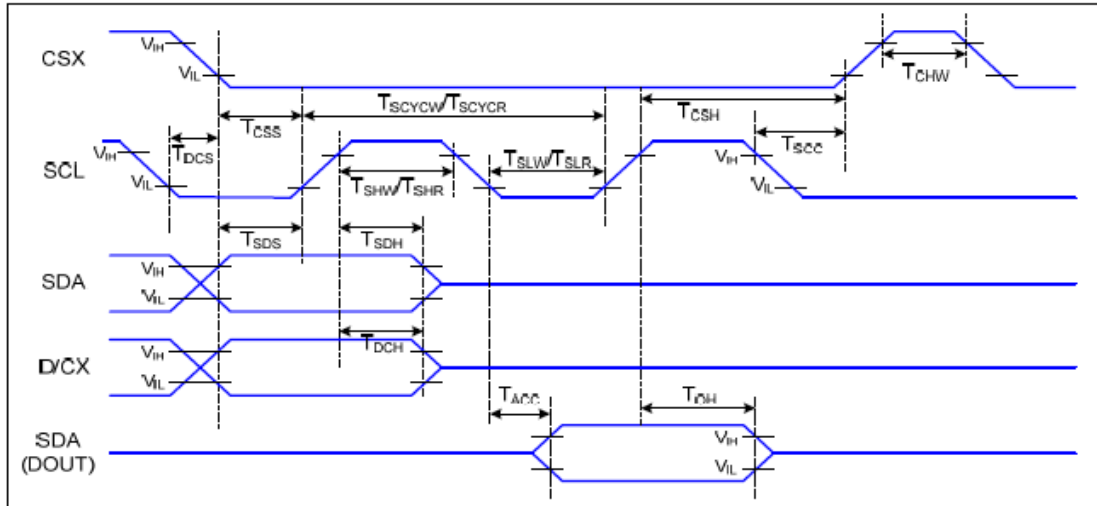 CSX
VIH
VIL
TCHW
TSCYCW/TSCYCR
TCSS
TCSH
TDCS
TSCC
SCL
VIH
VIL
TSHW/TSHR
TSLW/TSLR
VIH
VIL
TSDS
TSDH
SDA
VIH
VIL
TDCH
D/CX
VIH
VIL
TACC
TOH
SDA
(DOUT)
VIH
VIL